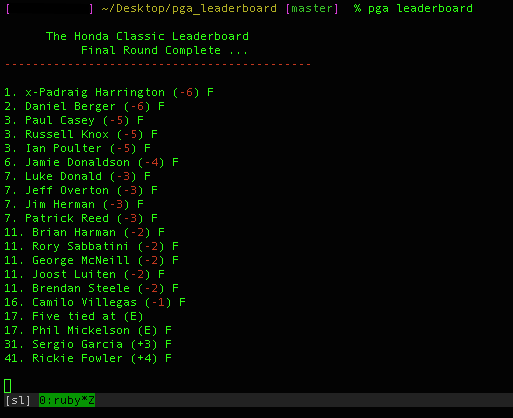 [ ] ~/Desktop/pga_leaderboard [master] % pga leaderboard
The Honda Classic Leaderboard
Final Round Complete ...
--------------------------------------------
1. x-Padraig Harrington (-6) F
2. Daniel Berger (-6) F
3. Paul Casey (-5) F
3. Russell Knox (-5) F
3. Ian Poulter (-5) F
6. Jamie Donaldson (-4) F
7. Luke Donald (-3) F
7. Jeff Overton (-3) F
7. Jim Herman (-3) F
7. Patrick Reed (-3) F
11. Brian Harman (-2) F
11. Rory Sabbatini (-2) F
11. George McNeill (-2) F
11. Joost Luiten (-2) F
11. Brendan Steele (-2) F
16. Camilo Villegas (-1) F
17. Five tied at (E)
17. Phil Mickelson (E) F
31. Sergio Garcia (+3) F
41. Rickie Fowler (+4) F
[sl] 0:ruby*Z